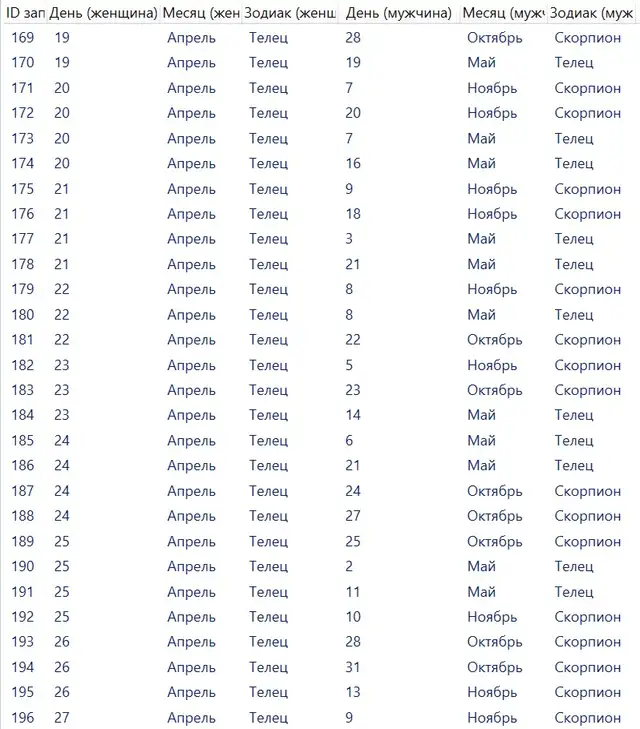 ID зап День (женщина) Месяц (жен Зодиак (женщ День (мужчина) Месяц (мужч Зодиак (муж
169 19 Апрель Телец 28 Октябрь Скорпион
170 19 Апрель Телец 19 Май Телец
171 20 Апрель Телец 7 Ноябрь Скорпион
172 20 Апрель Телец 20 Ноябрь Скорпион
173 20 Апрель Телец 7 Май Телец
174 20 Апрель Телец 16 Май Телец
175 21 Апрель Телец 9 Ноябрь Скорпион
176 21 Апрель Телец 18 Ноябрь Скорпион
177 21 Апрель Телец 3 Май Телец
178 21 Апрель Телец 21 Май Телец
179 22 Апрель Телец 8 Ноябрь Скорпион
180 22 Апрель Телец 8 Май Телец
181 22 Апрель Телец 22 Октябрь Скорпион
182 23 Апрель Телец 5 Ноябрь Скорпион
183 23 Апрель Телец 23 Октябрь Скорпион
184 23 Апрель Телец 14 Май Телец
185 24 Апрель Телец 6 Май Телец
186 24 Апрель Телец 21 Май Телец
187 24 Апрель Телец 24 Октябрь Скорпион
188 24 Апрель Телец 27 Октябрь Скорпион
189 25 Апрель Телец 25 Октябрь Скорпион
190 25 Апрель Телец 2 Май Телец
191 25 Апрель Телец 11 Май Телец
192 25 Апрель Телец 10 Ноябрь Скорпион
193 26 Апрель Телец 28 Октябрь Скорпион
194 26 Апрель Телец 31 Октябрь Скорпион
195 26 Апрель Телец 13 Ноябрь Скорпион
196 27 Апрель Телец 9 Ноябрь Скорпион